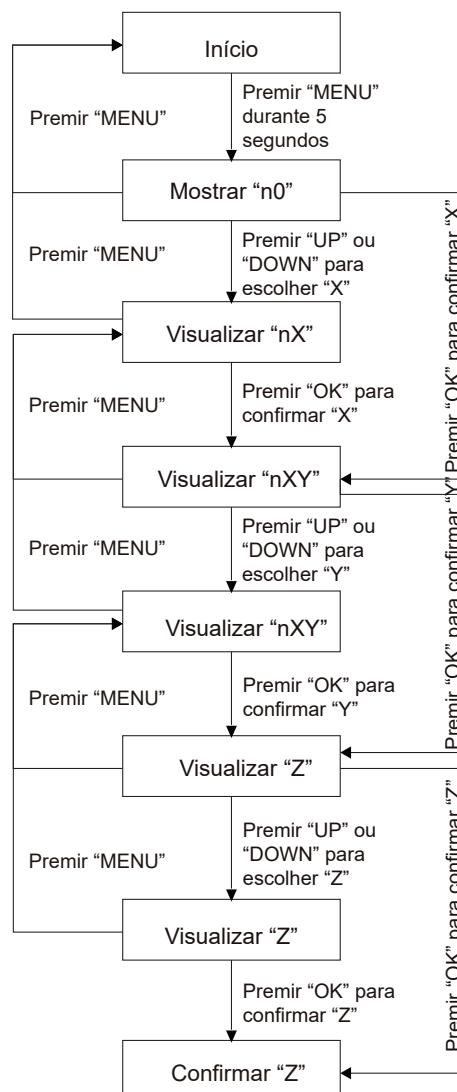 Início
Premir “MENU”
Premir “MENU”
durante 5
segundos
Mostrar “n0”
Premir “MENU”
Premir “UP” ou
“DOWN” para
escolher “X”
Premir “OK” para confirmar “X”
Visualizar “nX”
Premir “MENU”
Premir “OK” para
confirmar “X”
Visualizar “nXY”
Premir “MENU”
Premir “UP” ou
“DOWN” para
escolher “Y”
Premir “OK” para confirmar “Y”
Visualizar “nXY”
Premir “MENU”
Premir “OK” para
confirmar “Y”
Visualizar “Z”
Premir “MENU”
Premir “UP” ou
“DOWN” para
escolher “Z”
Premir “OK” para confirmar “Z”
Visualizar “Z”
Premir “OK” para
confirmar “Z”
Confirmar “Z”